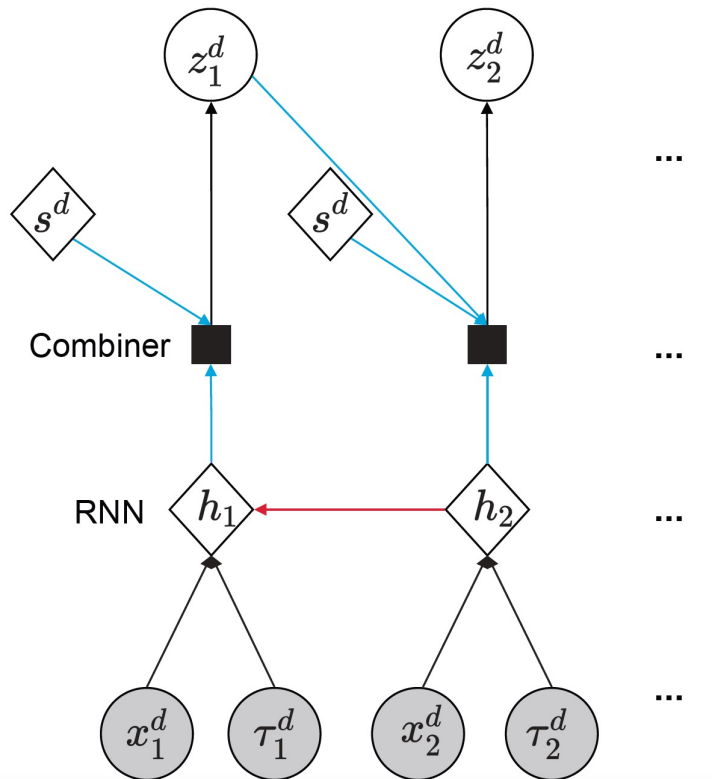 z_1^d z_2^d
...
s^d s^d
Combiner ...
RNN h_1 h_2 ...
x_1^d τ_1^d x_2^d τ_2^d ...